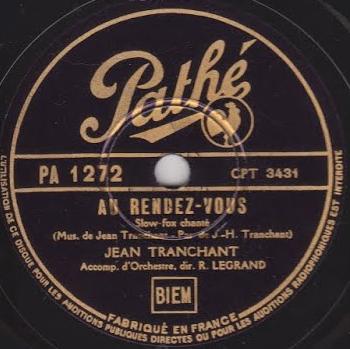 Pathé
PA 1272
CPT 3431
AU RENDEZ-VOUS
Slow-fox chanté
(Mus. de Jean Tranchant - J.-H. Tranchant)
JEAN TRANCHANT
Accomp. d'Orchestre, dir. R. LEGRAND
BIEM
FABRIQUÉ EN FRANCE
L'UTILISATION DE CE DISQUE EST INTERDITE POUR LES AUDITIONS PUBLIQUES DIRECTES OU POUR LES AUDITIONS RADIOPHONIQUES ET